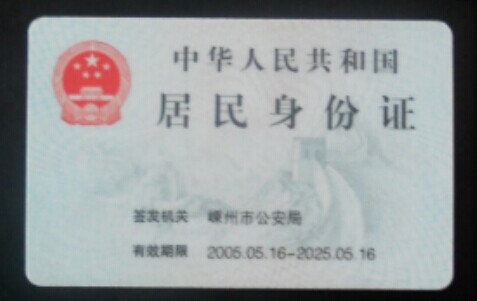 中华人民共和国
居民身份证
签发机关 嵊州市公安局
有效期限 2005.05.16-2025.05.16